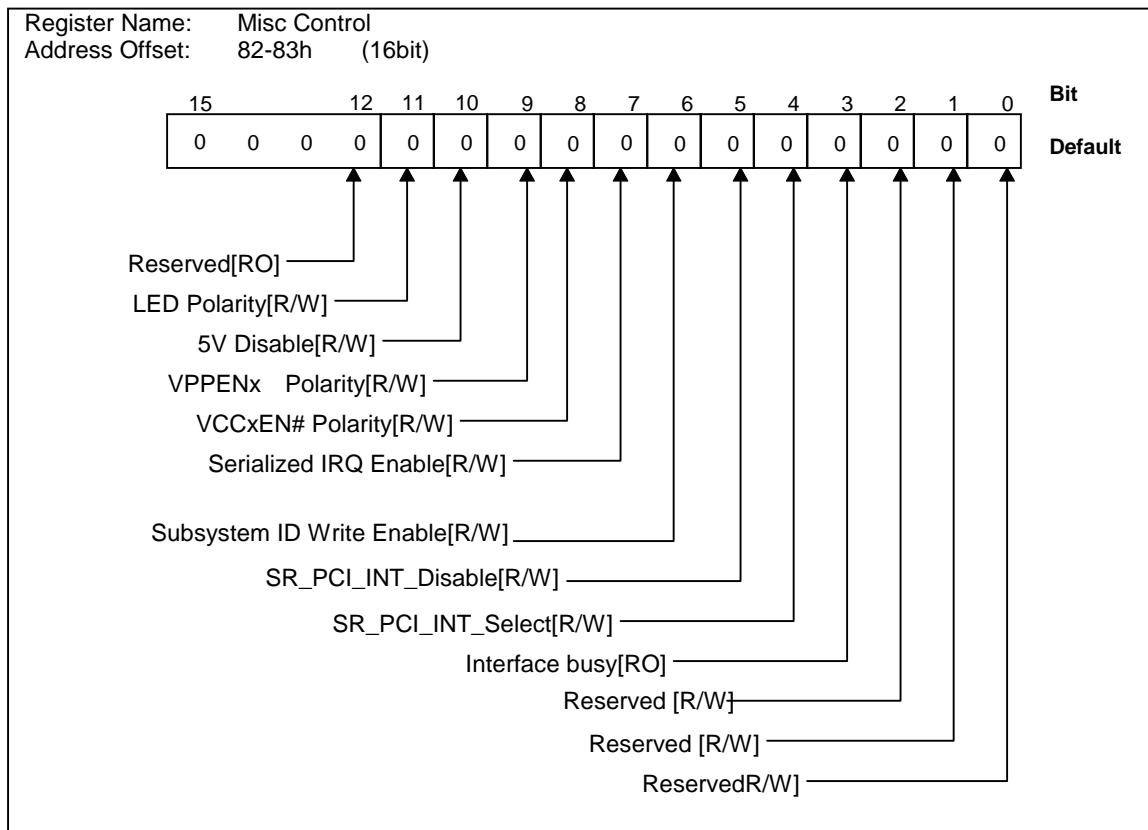 Register Name: Misc Control
Address Offset: 82-83h (16bit)
15 12 11 10 9 8 7 6 5 4 3 2 1 0 Bit
0 0 0 0 0 0 0 0 0 0 0 0 0 0 0 0 Default
Reserved[RO]
LED Polarity[R/W]
5V Disable[R/W]
VPPENx Polarity[R/W]
VCCxEN# Polarity[R/W]
Serialized IRQ Enable[R/W]
Subsystem ID Write Enable[R/W]
SR_PCI_INT_Disable[R/W]
SR_PCI_INT_Select[R/W]
Interface busy[RO]
Reserved [R/W]
Reserved [R/W]
ReservedR/W]